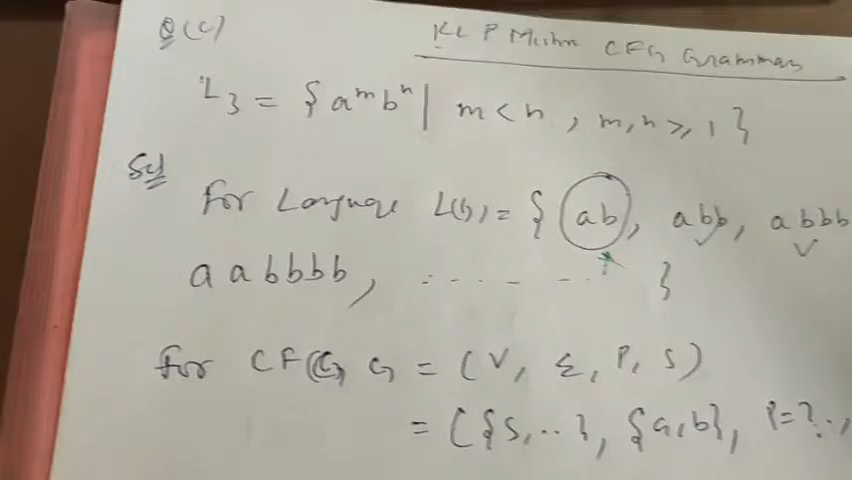 Q(c)
KLP Mishra CFG Grammar
L3 = { a^m b^n | m < n , m, n ≥ 1 }
Sol
for Language L(G) = { ab, abb, abbb
aabbbb, ........ }
for CFG G = (V, Σ, P, S)
= ({S,..}, {a,b}, P=?..,